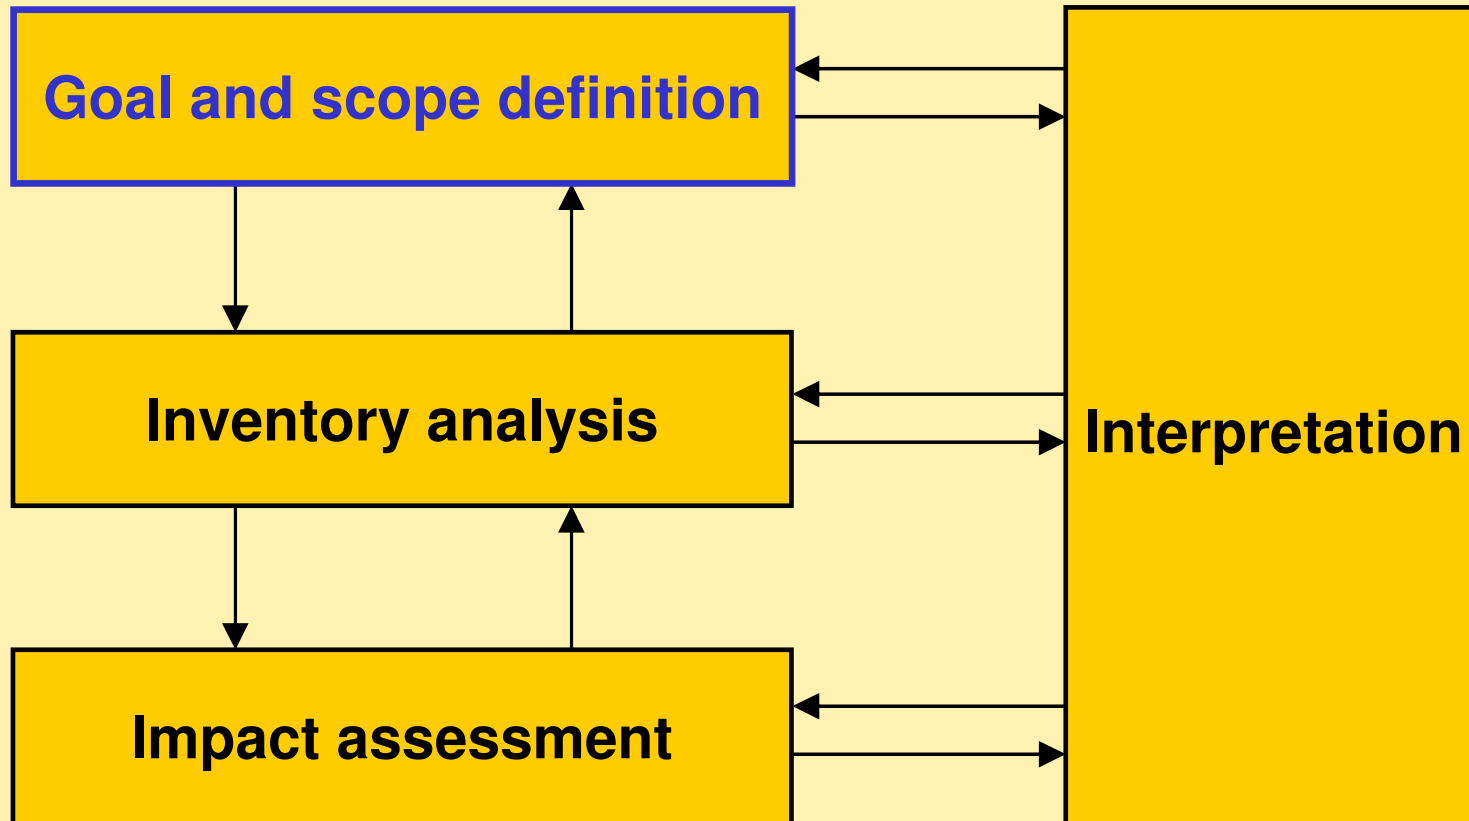 Goal and scope definition
Inventory analysis
Interpretation
Impact assessment